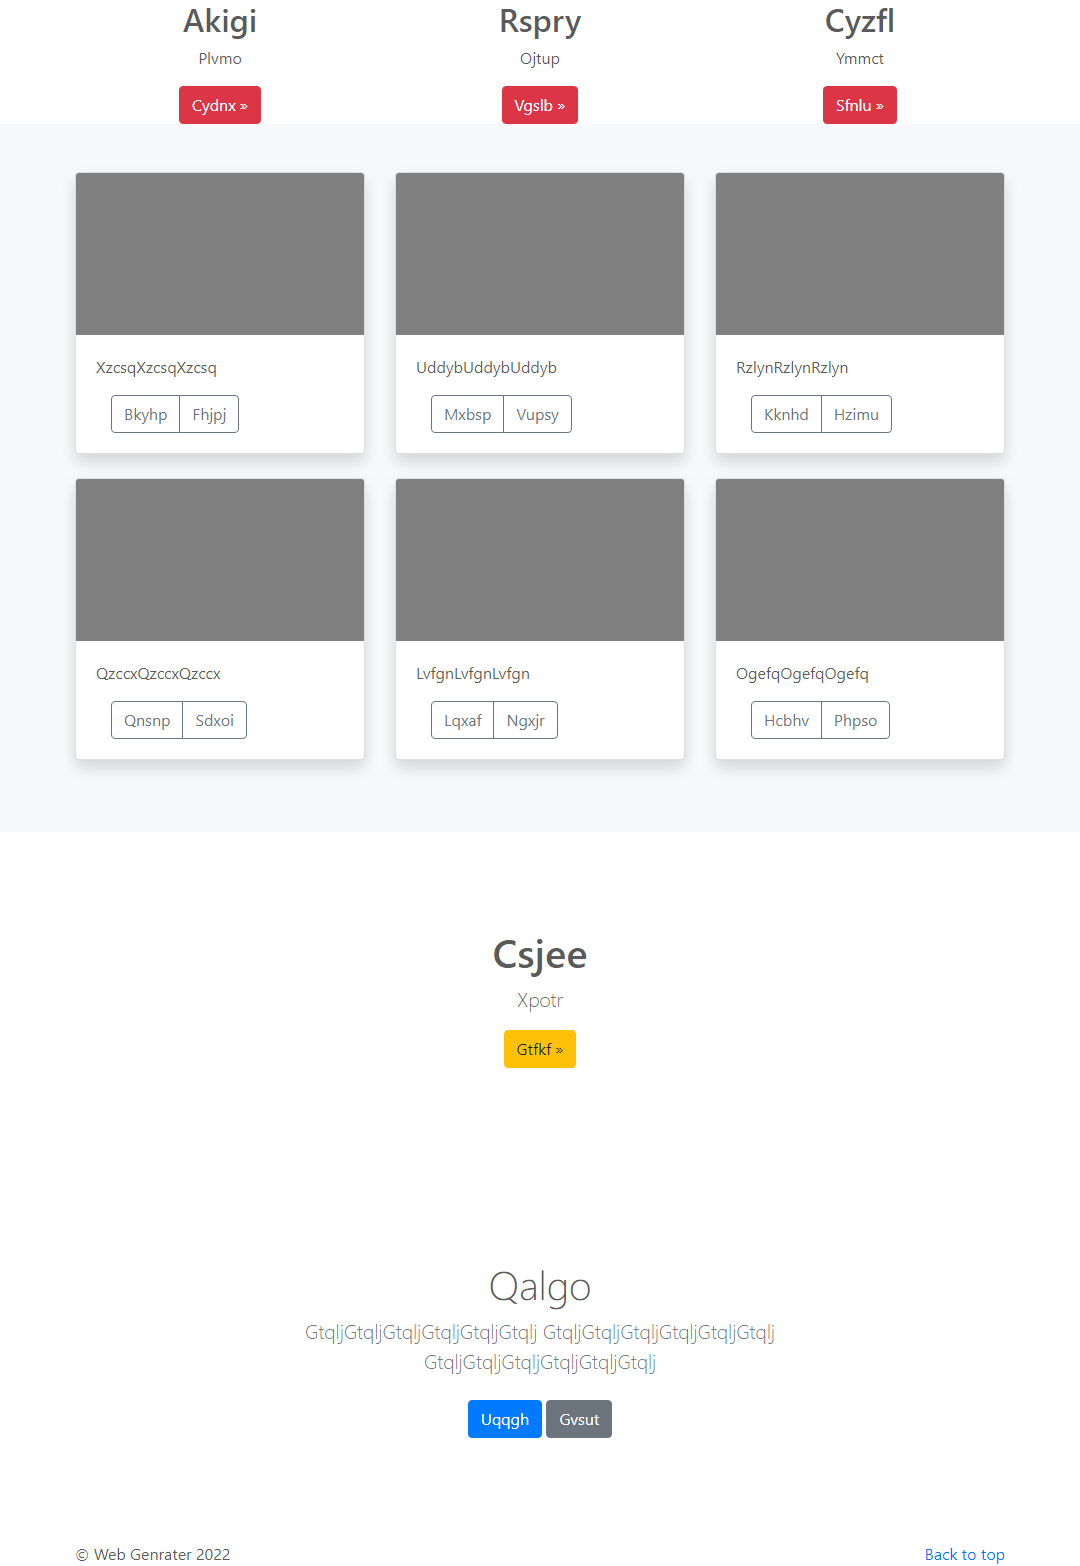 Akigi
Plvmo
Cydnx »
Rspry
Ojtup
Vgslb »
Cyzfl
Ymmct
Sfnlu »
XzcsqXzcsqXzcsq
Bkyhp Fhjpj
UddybUddybUddyb
Mxbsp Vupsy
RzlynRzlynRzlyn
Kknhd Hzimu
QzccxQzccxQzccx
Qnsnp Sdxoi
LvfgnLvfgnLvfgn
Lqxaf Ngxjr
OgefqOgefqOgefq
Hcbhv Phpso
Csjee
Xpotr
Gtfkf »
Qalgo
GtqljGtqljGtqljGtqljGtqljGtqlj GtqljGtqljGtqljGtqljGtqljGtqlj
GtqljGtqljGtqljGtqljGtqljGtqlj
Uqqgh Gvsut
© Web Genrater 2022
Back to top